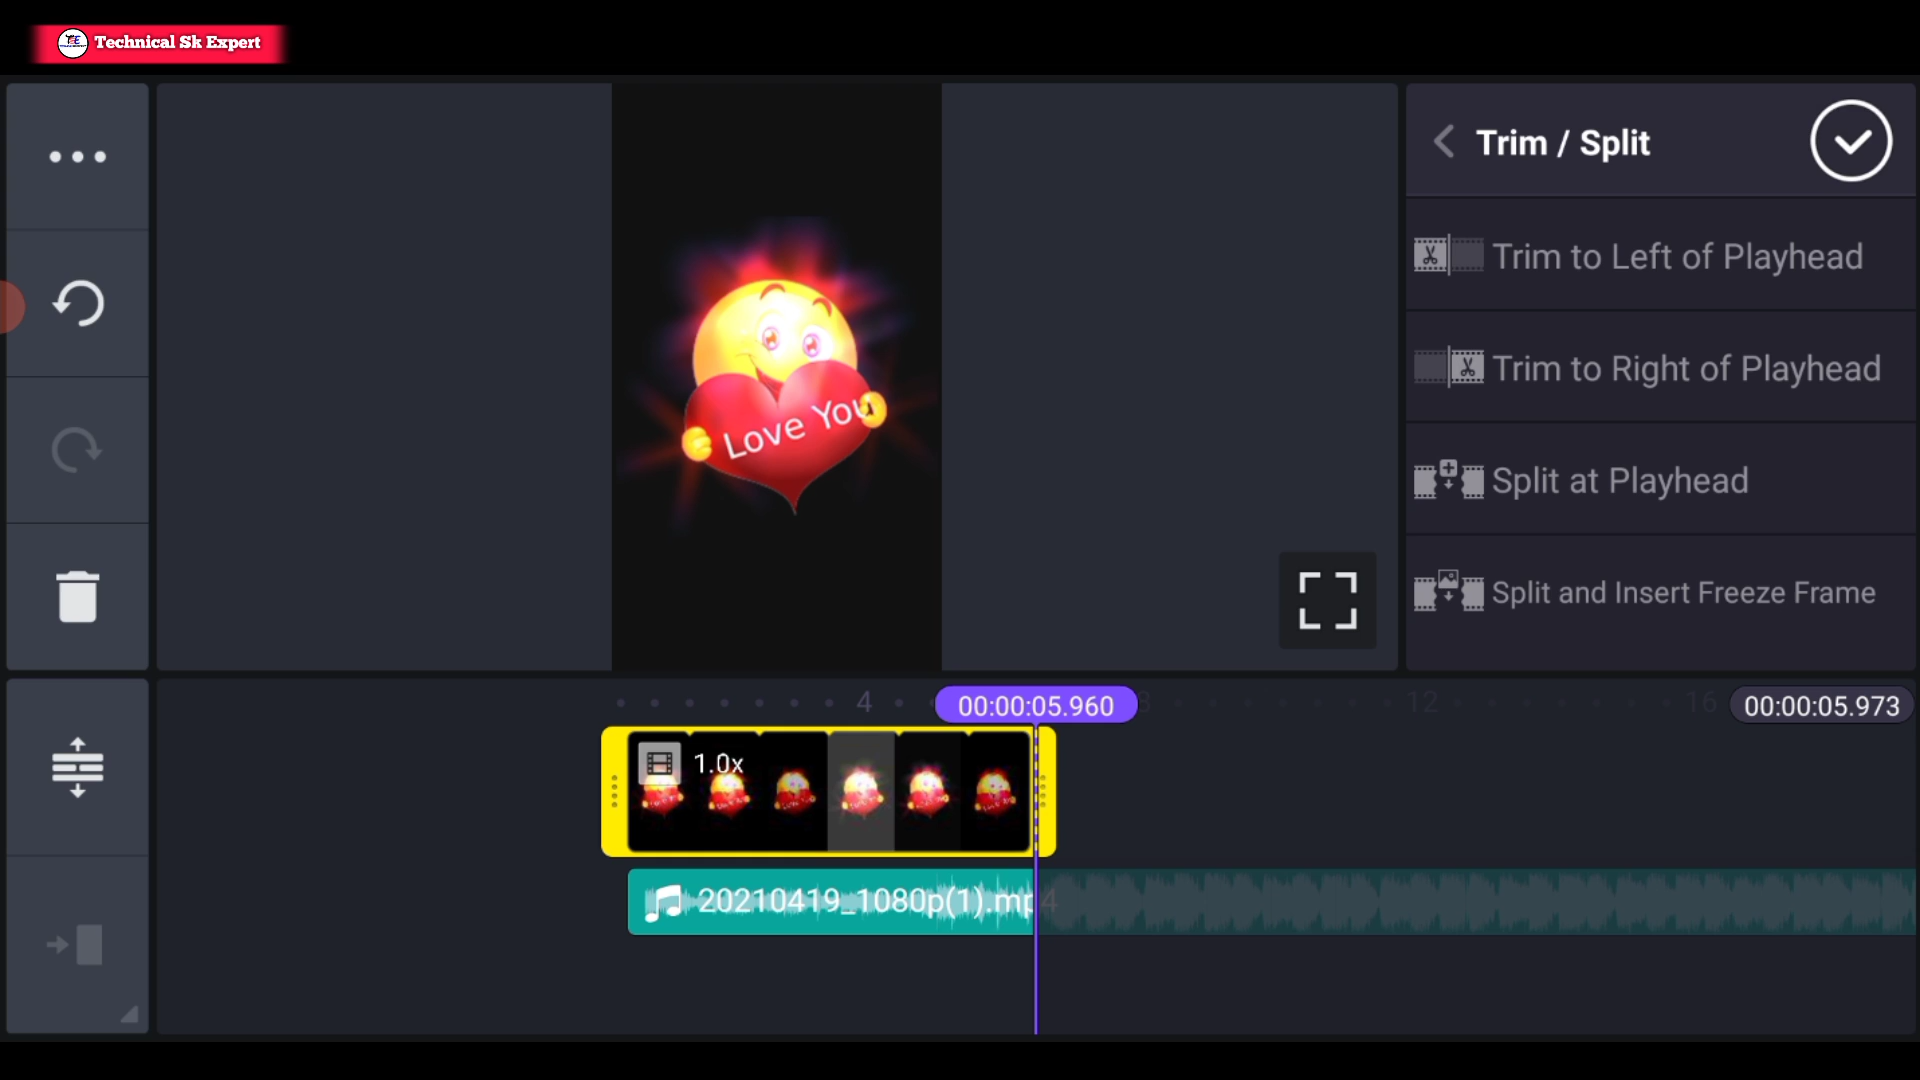 Technical Sk Expert
Trim / Split
Trim to Left of Playhead
Trim to Right of Playhead
Split at Playhead
Split and Insert Freeze Frame
Love You
4
00:00:05.960
8
12
16
00:00:05.973
1.0x
20210419_1080p(1).mp4